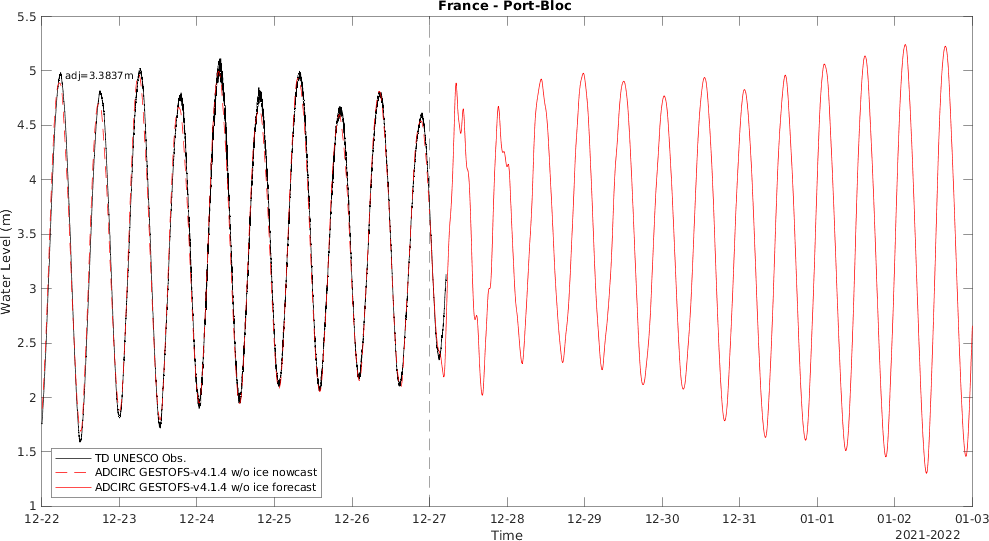 France - Port-Bloc
adj=3.3837m
5.5
5
4.5
4
3.5
3
2.5
2
1.5
1
Water Level (m)
TD UNESCO Obs.
ADCIRC GESTOFS-v4.1.4 w/o ice nowcast
ADCIRC GESTOFS-v4.1.4 w/o ice forecast
12-22 12-23 12-24 12-25 12-26 12-27 12-28 12-29 12-30 12-31 01-01 01-02 01-03
Time
2021-2022